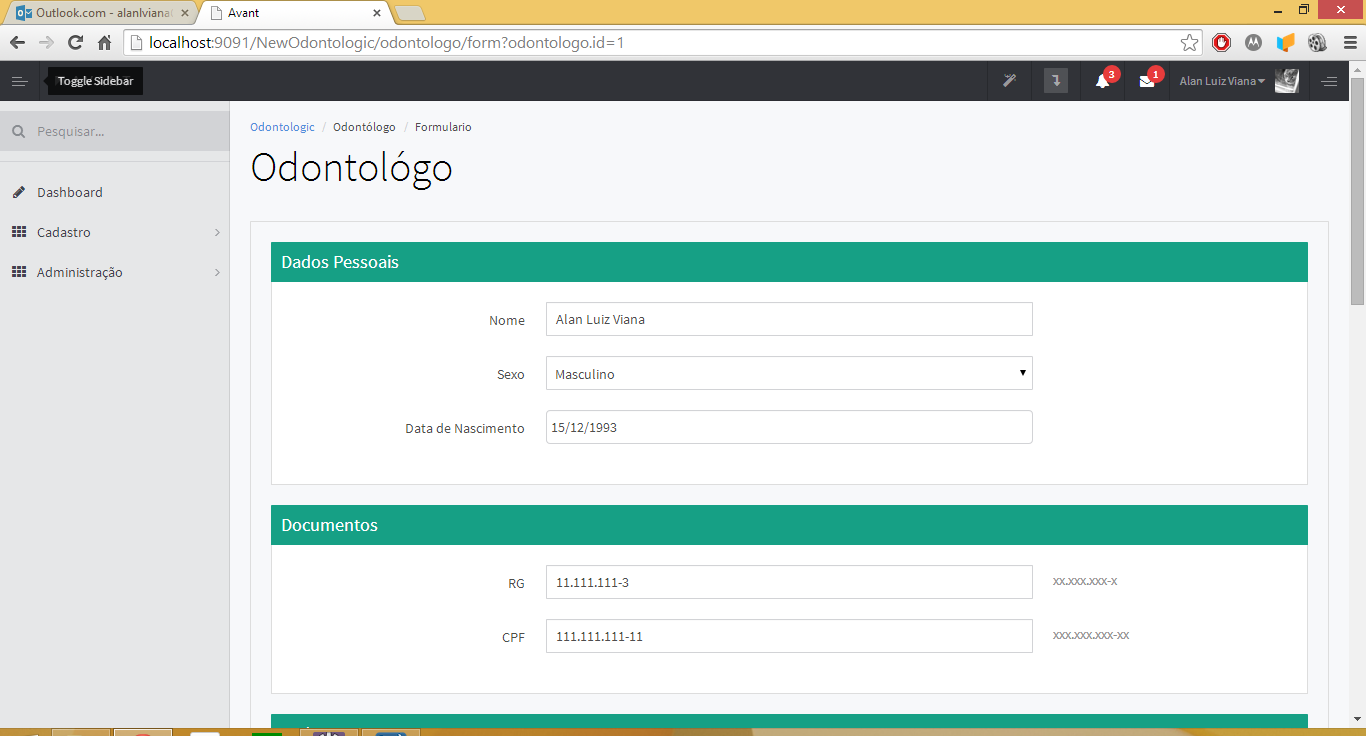 Outlook.com - alanlviana
Avant
localhost:9091/NewOdontologic/odontologo/form?odontologo.id=1
Toggle Sidebar
3
1
Alan Luiz Viana
Pesquisar...
Odontologic / Odontólogo / Formulario
Odontológo
Dashboard
Cadastro
Administração
Dados Pessoais
Nome
Alan Luiz Viana
Sexo
Masculino
Data de Nascimento
15/12/1993
Documentos
RG
11.111.111-3
xx.xxx.xxx-x
CPF
111.111.111-11
xxx.xxx.xxx-xx